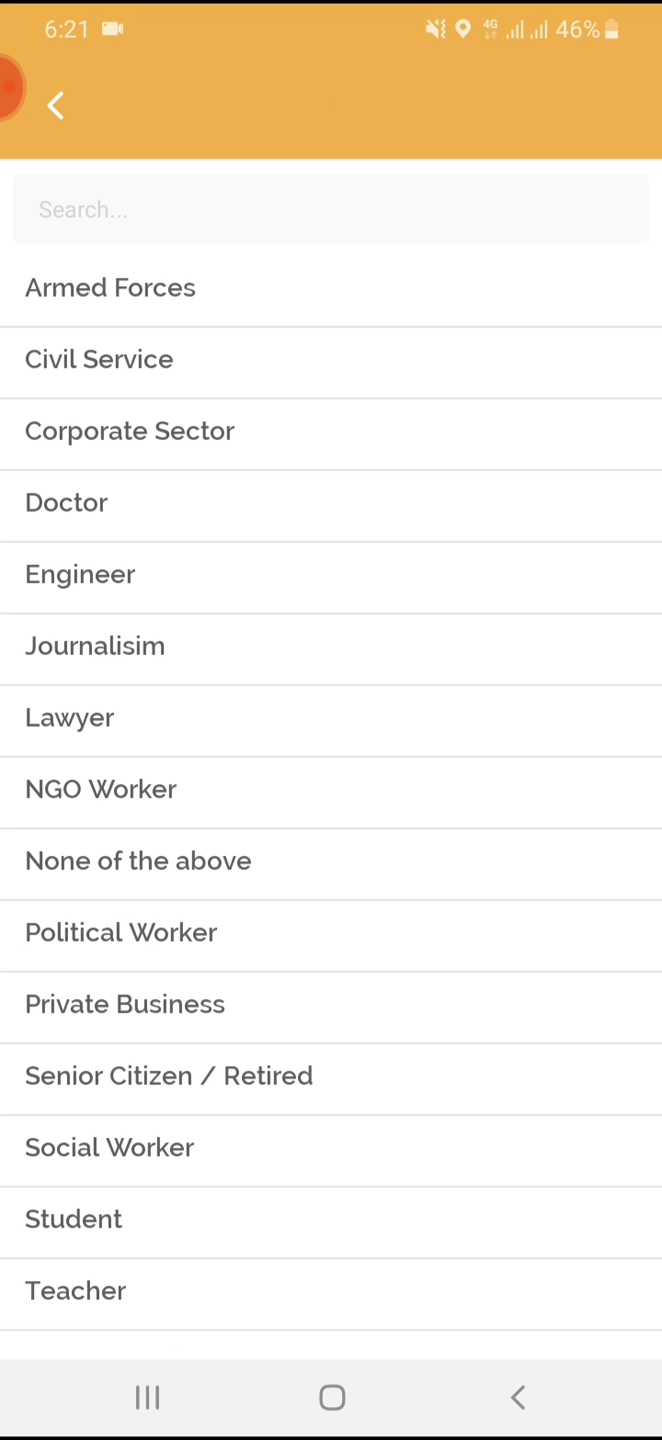 6:21 4G 46%
Search...
Armed Forces
Civil Service
Corporate Sector
Doctor
Engineer
Journalisim
Lawyer
NGO Worker
None of the above
Political Worker
Private Business
Senior Citizen / Retired
Social Worker
Student
Teacher